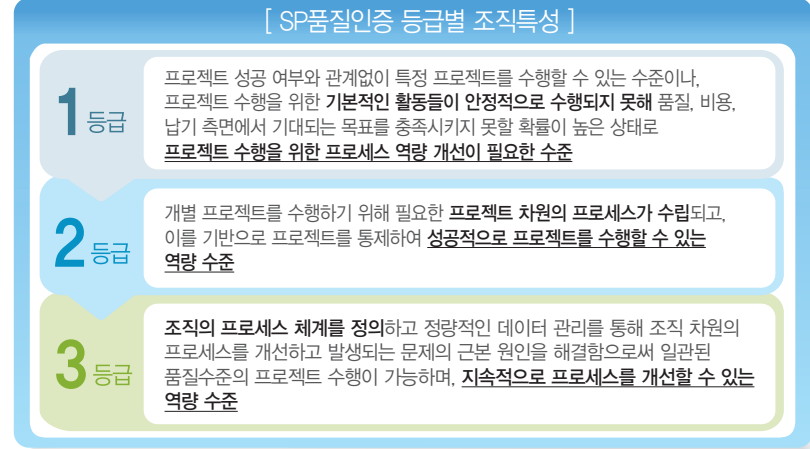 [ SP품질인증 등급별 조직특성 ]
1 등급
프로젝트 성공 여부와 관계없이 특정 프로젝트를 수행할 수 있는 수준이나,
프로젝트 수행을 위한 기본적인 활동들이 안정적으로 수행되지 못해 품질, 비용,
납기 측면에서 기대되는 목표를 충족시키지 못할 확률이 높은 상태로
프로젝트 수행을 위한 프로세스 역량 개선이 필요한 수준
2 등급
개별 프로젝트를 수행하기 위해 필요한 프로젝트 차원의 프로세스가 수립되고,
이를 기반으로 프로젝트를 통제하여 성공적으로 프로젝트를 수행할 수 있는
역량 수준
3 등급
조직의 프로세스 체계를 정의하고 정량적인 데이터 관리를 통해 조직 차원의
프로세스를 개선하고 발생되는 문제의 근본 원인을 해결함으로써 일관된
품질수준의 프로젝트 수행이 가능하며, 지속적으로 프로세스를 개선할 수 있는
역량 수준